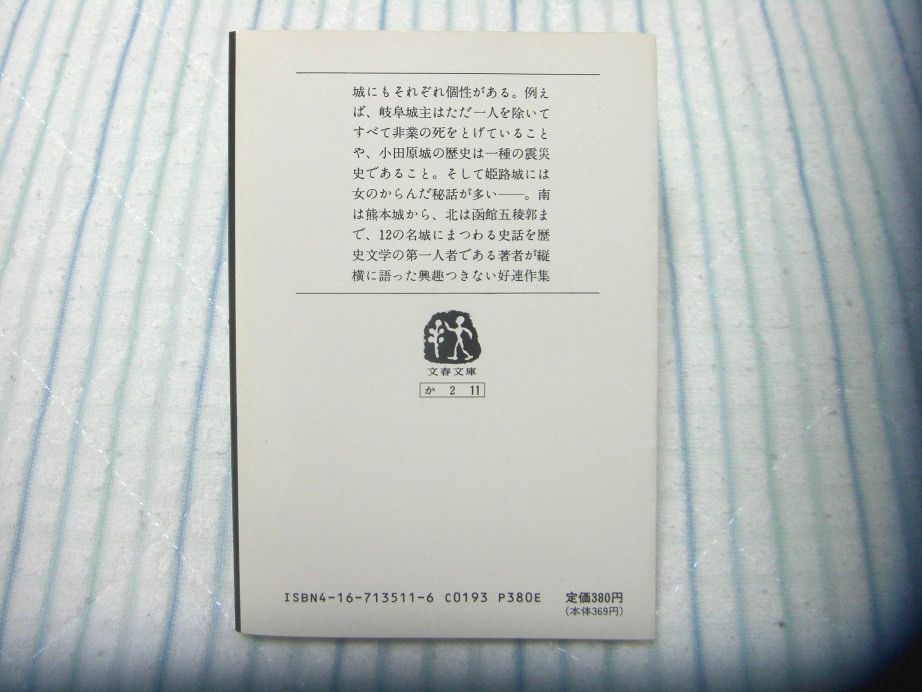 城にもそれぞれ個性がある。例え
ば、岐阜城主はただ一人を除いて
すべて非業の死をとげていること
や、小田原城の歴史は一種の震災
史であること。そして姫路城には
女のからんだ秘話が多い――。南
は熊本城から、北は函館五稜郭ま
で、12の名城にまつわる史話を歴
史文学の第一人者である著者が縦
横に語った興趣つきない好連作集
文春文庫
か 2 11
ISBN4-16-713511-6 C0193 P380E 定価380円
(本体369円)